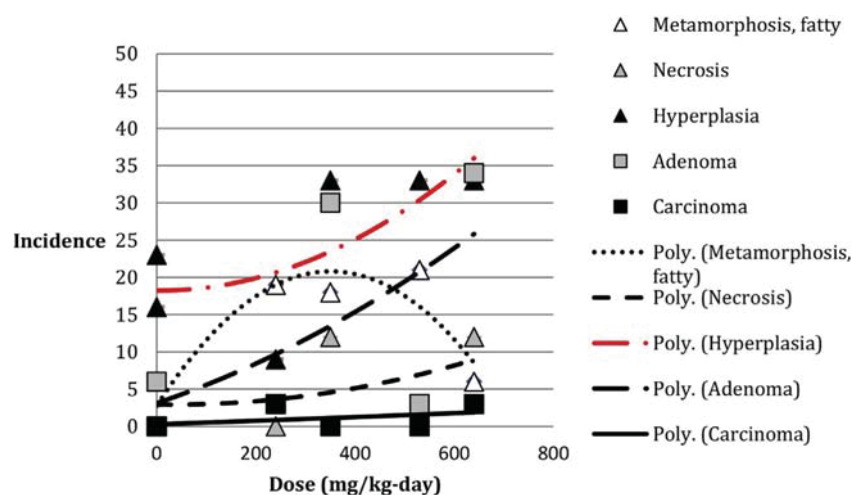 Incidence
50
45
40
35
30
25
20
15
10
5
0
0 200 400 600 800
Dose (mg/kg-day)
Metamorphosis, fatty
Necrosis
Hyperplasia
Adenoma
Carcinoma
Poly. (Metamorphosis,
fatty)
Poly. (Necrosis)
Poly. (Hyperplasia)
Poly. (Adenoma)
Poly. (Carcinoma)